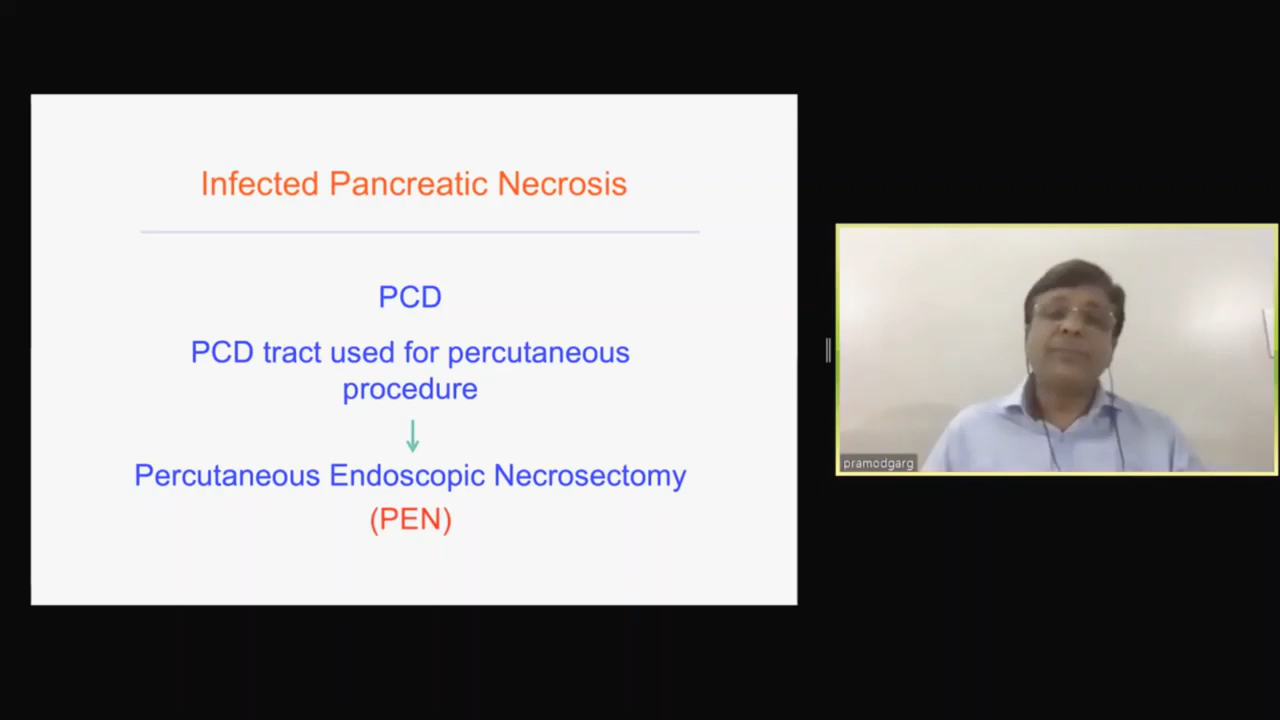 Infected Pancreatic Necrosis
PCD
PCD tract used for percutaneous
procedure
Percutaneous Endoscopic Necrosectomy
(PEN)
pramodgarg